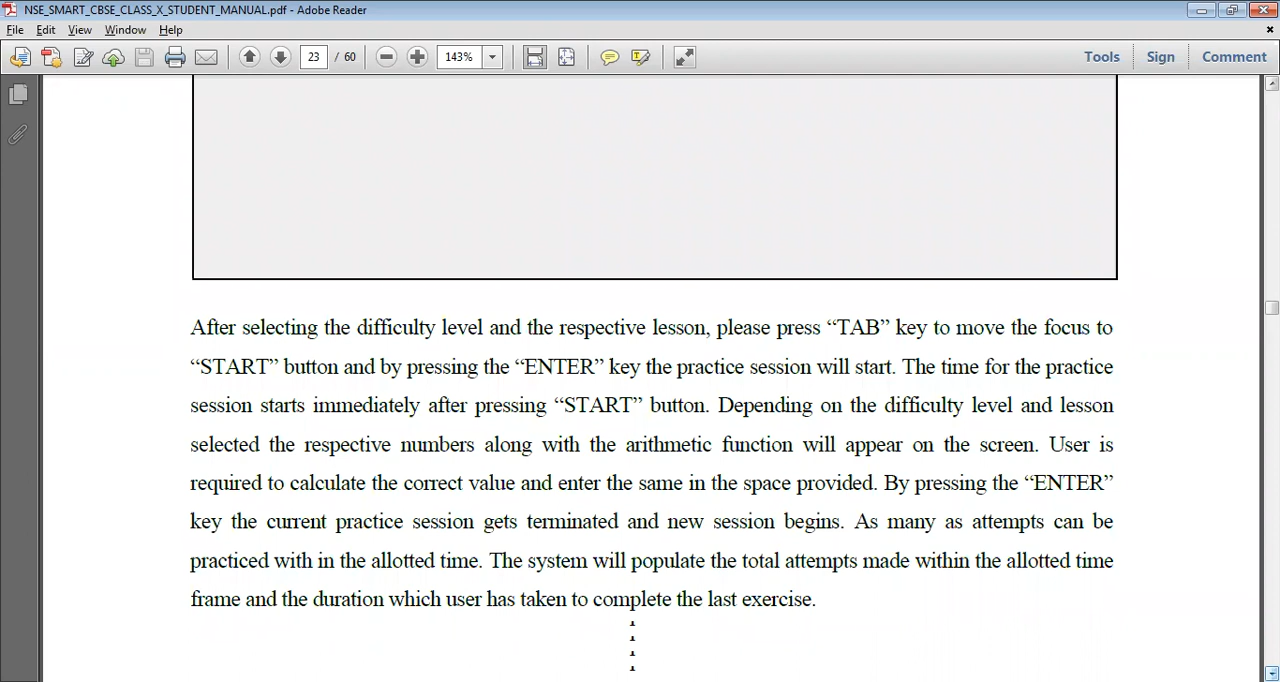 NSE_SMART_CBSE_CLASS_X_STUDENT_MANUAL.pdf - Adobe Reader
File Edit View Window Help
23 / 60 143% Tools Sign Comment
After selecting the difficulty level and the respective lesson, please press “TAB” key to move the focus to
“START” button and by pressing the “ENTER” key the practice session will start. The time for the practice
session starts immediately after pressing “START” button. Depending on the difficulty level and lesson
selected the respective numbers along with the arithmetic function will appear on the screen. User is
required to calculate the correct value and enter the same in the space provided. By pressing the “ENTER”
key the current practice session gets terminated and new session begins. As many as attempts can be
practiced with in the allotted time. The system will populate the total attempts made within the allotted time
frame and the duration which user has taken to complete the last exercise.